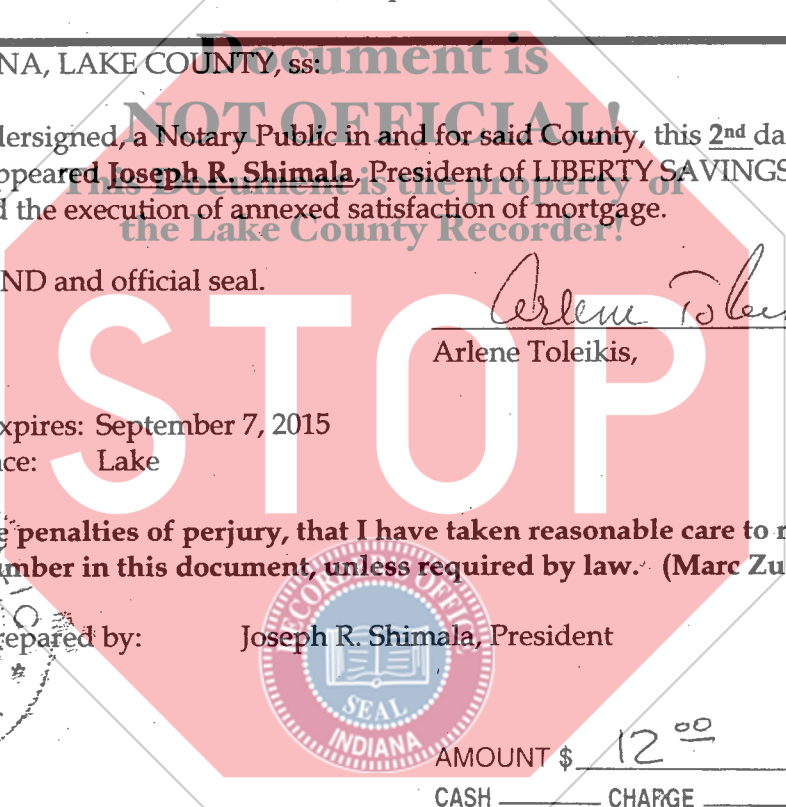 Document is
NA, LAKE COUNTY, ss:
NOT OFFICIAL!
dersigned, a Notary Public in and for said County, this 2nd da
This Document is the property of
ppeared Joseph R. Shimala, President of LIBERTY SAVINGS
d the execution of annexed satisfaction of mortgage.
the Lake County Recorder!
ND and official seal.
Arlene Tolei
Arlene Toleikis,
STOP
xpires: September 7, 2015
nce: Lake
e penalties of perjury, that I have taken reasonable care to r
umber in this document, unless required by law. (Marc Zu
repared by: Joseph R. Shimala, President
RECORDER'S OFFICE
SEAL
INDIANA
AMOUNT $ 12 00
CASH CHARGE